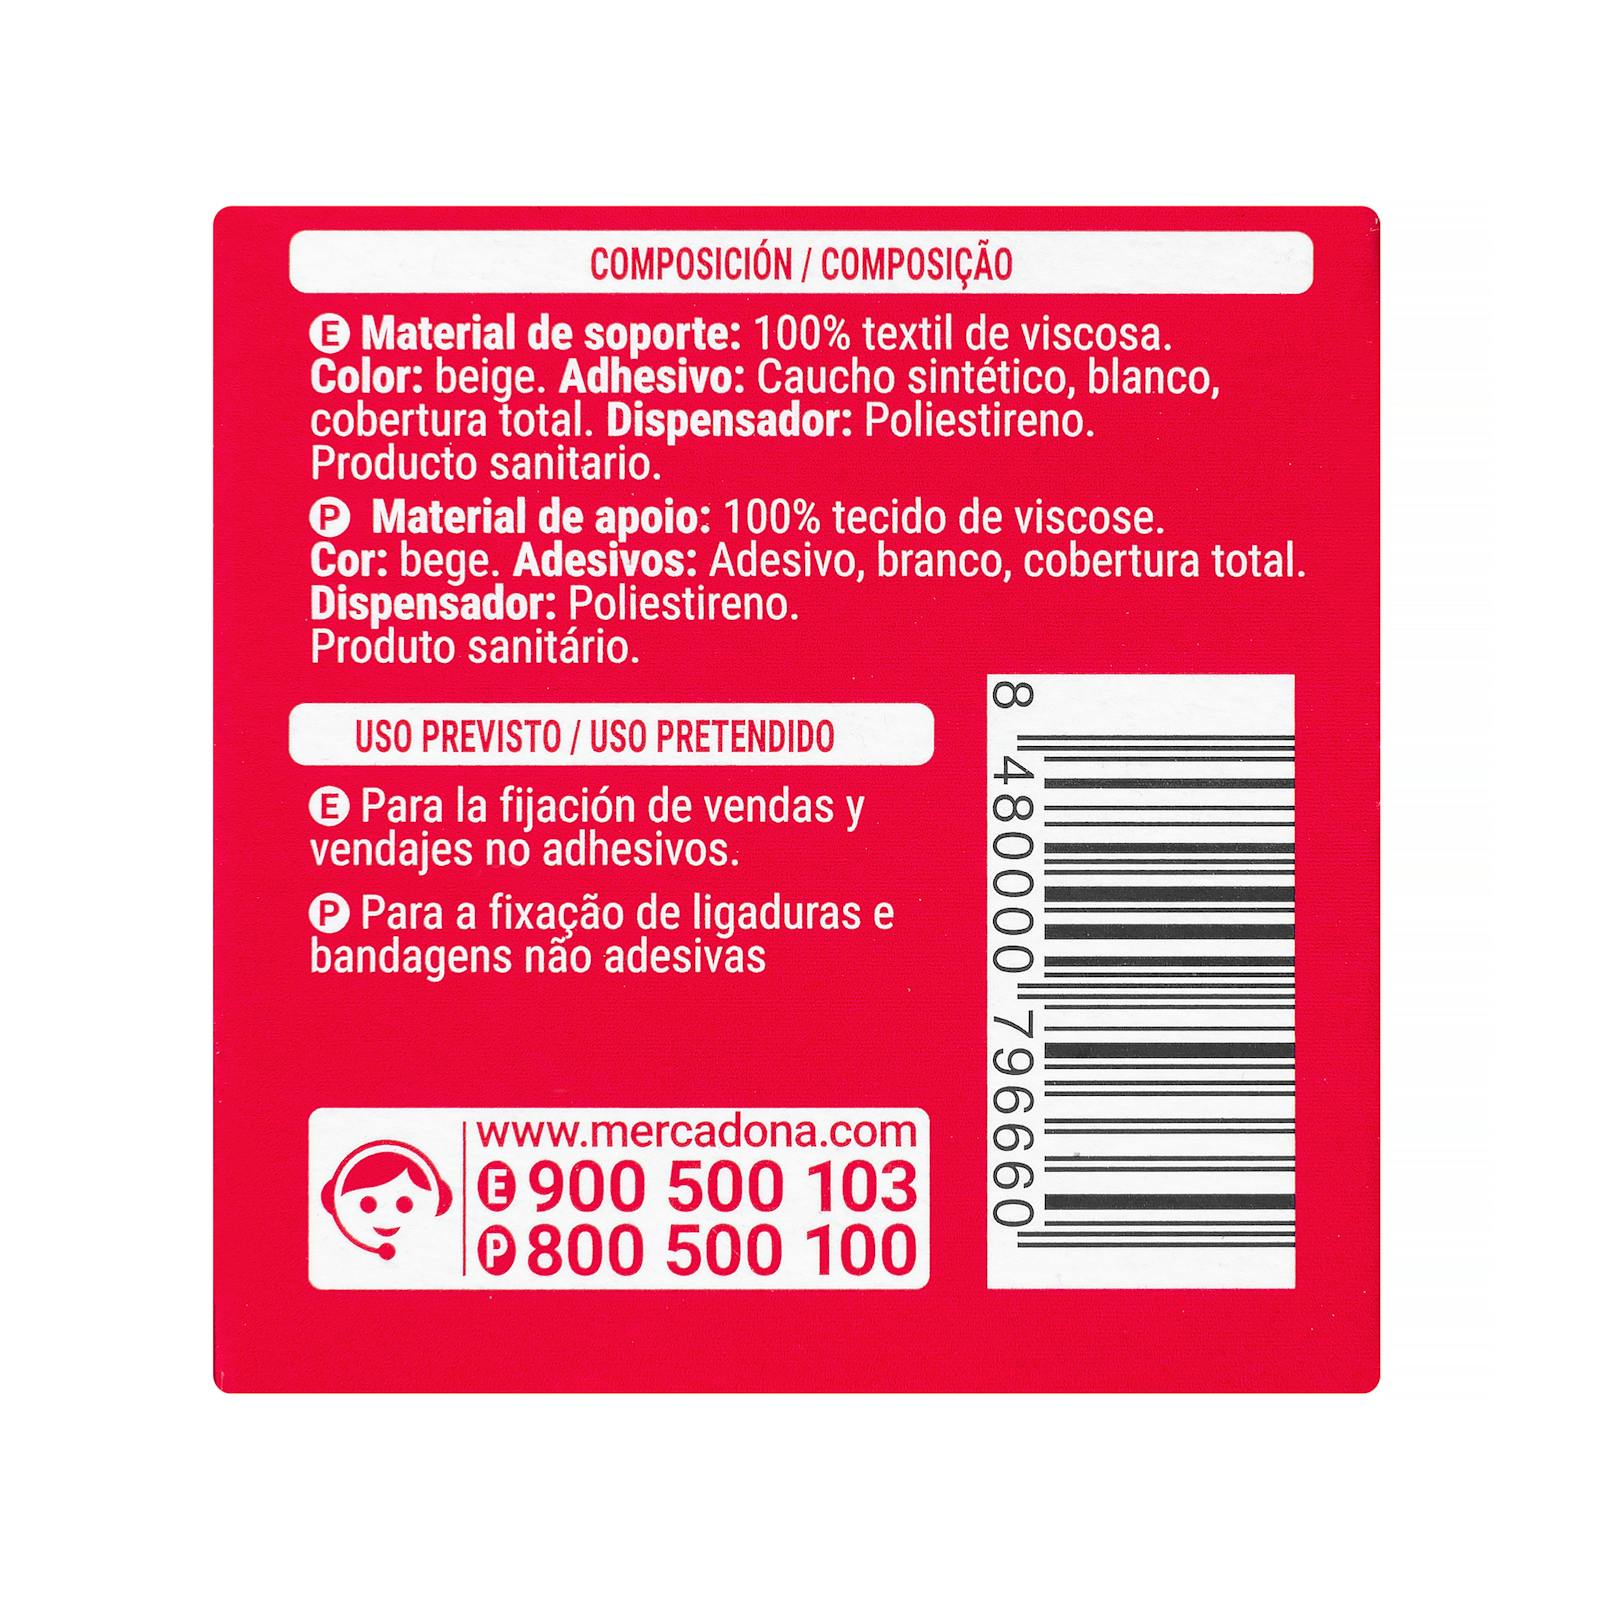 COMPOSICIÓN / COMPOSIÇÃO
E Material de soporte: 100% textil de viscosa.
Color: beige. Adhesivo: Caucho sintético, blanco,
cobertura total. Dispensador: Poliestireno.
Producto sanitario.
P Material de apoio: 100% tecido de viscose.
Cor: bege. Adesivos: Adesivo, branco, cobertura total.
Dispensador: Poliestireno.
Produto sanitário.
USO PREVISTO / USO PRETENDIDO
E Para la fijación de vendas y
vendajes no adhesivos.
P Para a fixação de ligaduras e
bandagens não adesivas
www.mercadona.com
E 900 500 103
P 800 500 100
8 480000 796660